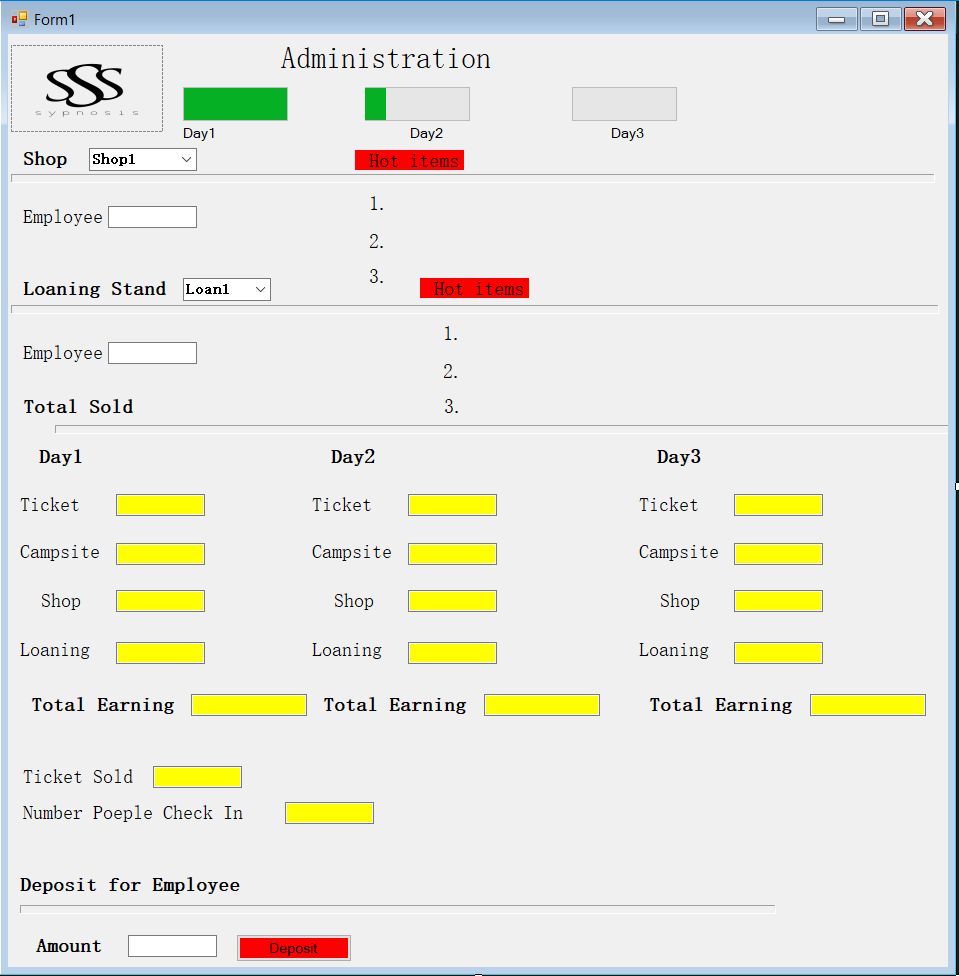 Form1
Administration
SSS
sypnosis
Day1 Day2 Day3
Shop Shop1 Hot items
1.
Employee
2.
3.
Loaning Stand Loan1 Hot items
1.
Employee
2.
Total Sold 3.
Day1 Day2 Day3
Ticket Ticket Ticket
Campsite Campsite Campsite
Shop Shop Shop
Loaning Loaning Loaning
Total Earning Total Earning Total Earning
Ticket Sold
Number Poeple Check In
Deposit for Employee
Amount Deposit